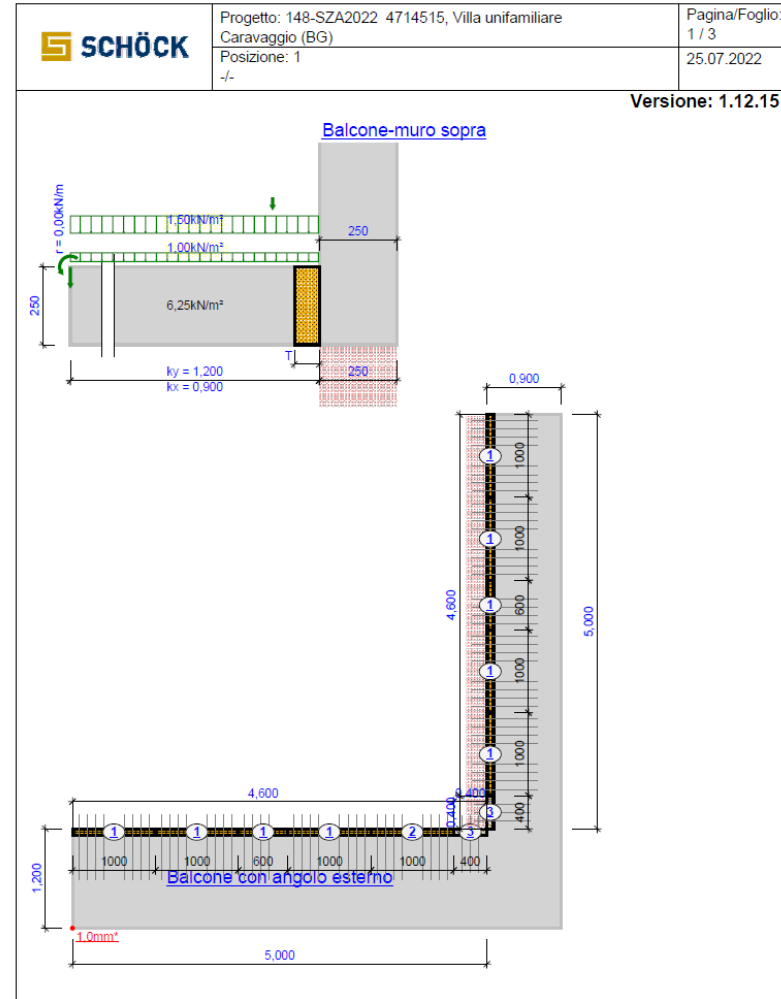 SCHÖCK
Progetto: 148-SZA2022_4714515, Villa unifamiliare
Caravaggio (BG)
Posizione: 1
-/-
Pagina/Foglio:
1 / 3
25.07.2022
Versione: 1.12.15
Balcone-muro sopra
r = 0,00kN/m
1,50kN/m²
1,00kN/m²
250
250
6,25kN/m²
T
ky = 1,200
kx = 0,900
250
0,900
1
1000
1
1000
1
600
4,600
5,000
1
1000
1
1000
4,600
0,400
0,400
3
400
1
1
1
1
2
3
1000
1000
600
1000
1000
400
1,200
Balcone con angolo esterno
1,0mm*
5,000